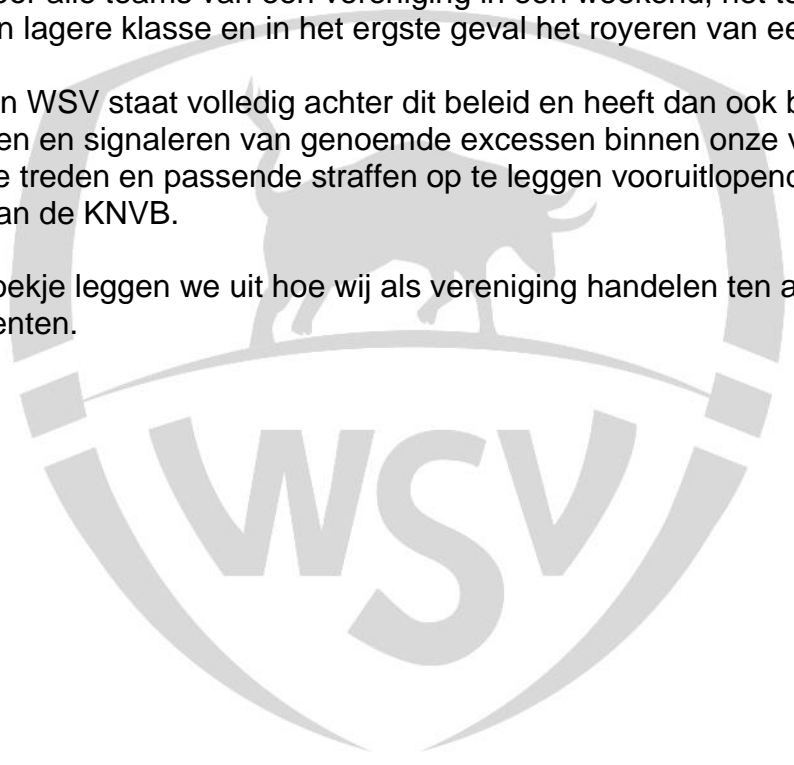 alle teams van een vereniging in een weekend, het te
n lagere klasse en in het ergste geval het royeren van ee
n WSV staat volledig achter dit beleid en heeft dan ook b
en en signaleren van genoemde excessen binnen onze v
e treden en passende straffen op te leggen vooruitlopend
an de KNVB.
ekje leggen we uit hoe wij als vereniging handelen ten a
enten.
WSV